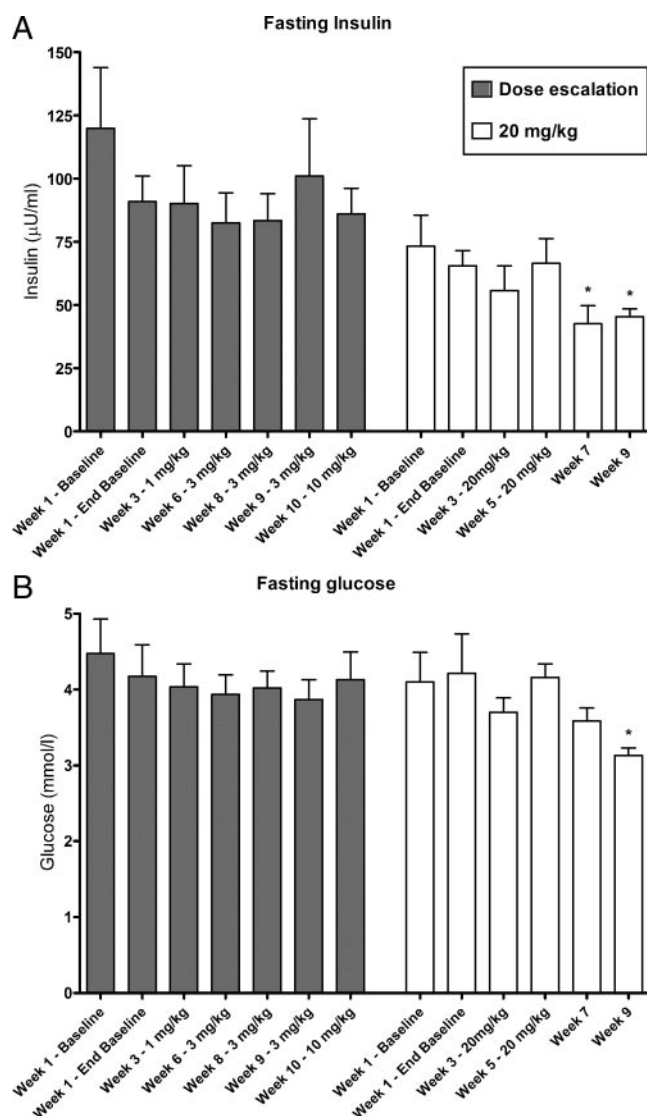 A
Fasting Insulin
150
125
100
75
50
25
0
Insulin (µU/ml)
Dose escalation
20 mg/kg
*
*
Week 1 - Baseline
Week 1 - End Baseline
Week 3 - 1 mg/kg
Week 6 - 3 mg/kg
Week 8 - 3 mg/kg
Week 9 - 3 mg/kg
Week 10 - 10 mg/kg
Week 1 - Baseline
Week 1 - End Baseline
Week 3 - 20mg/kg
Week 5 - 20 mg/kg
Week 7
Week 9
B
Fasting glucose
5
4
3
2
1
0
Glucose (mmol/l)
*
Week 1 - Baseline
Week 1 - End Baseline
Week 3 - 1 mg/kg
Week 6 - 3 mg/kg
Week 8 - 3 mg/kg
Week 9 - 3 mg/kg
Week 10 - 10 mg/kg
Week 1 - Baseline
Week 1 - End Baseline
Week 3 - 20mg/kg
Week 5 - 20 mg/kg
Week 7
Week 9